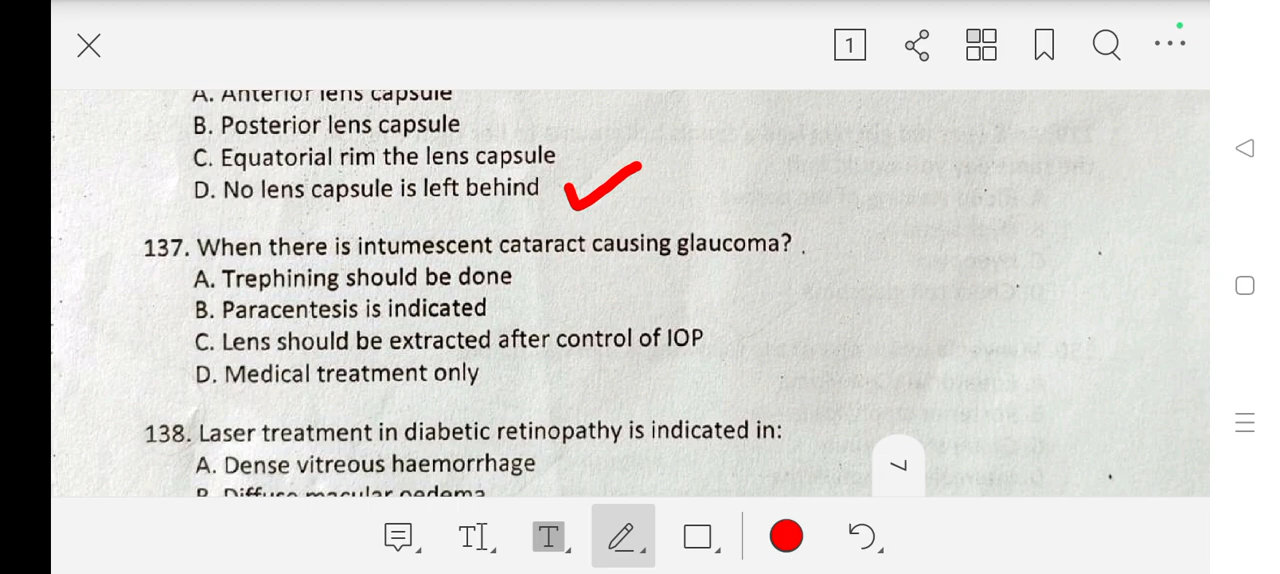 1
A. Anterior lens capsule
B. Posterior lens capsule
C. Equatorial rim the lens capsule
D. No lens capsule is left behind
137. When there is intumescent cataract causing glaucoma? .
A. Trephining should be done
B. Paracentesis is indicated
C. Lens should be extracted after control of IOP
D. Medical treatment only
138. Laser treatment in diabetic retinopathy is indicated in:
A. Dense vitreous haemorrhage
B. Diffuse macular oedema
TI T